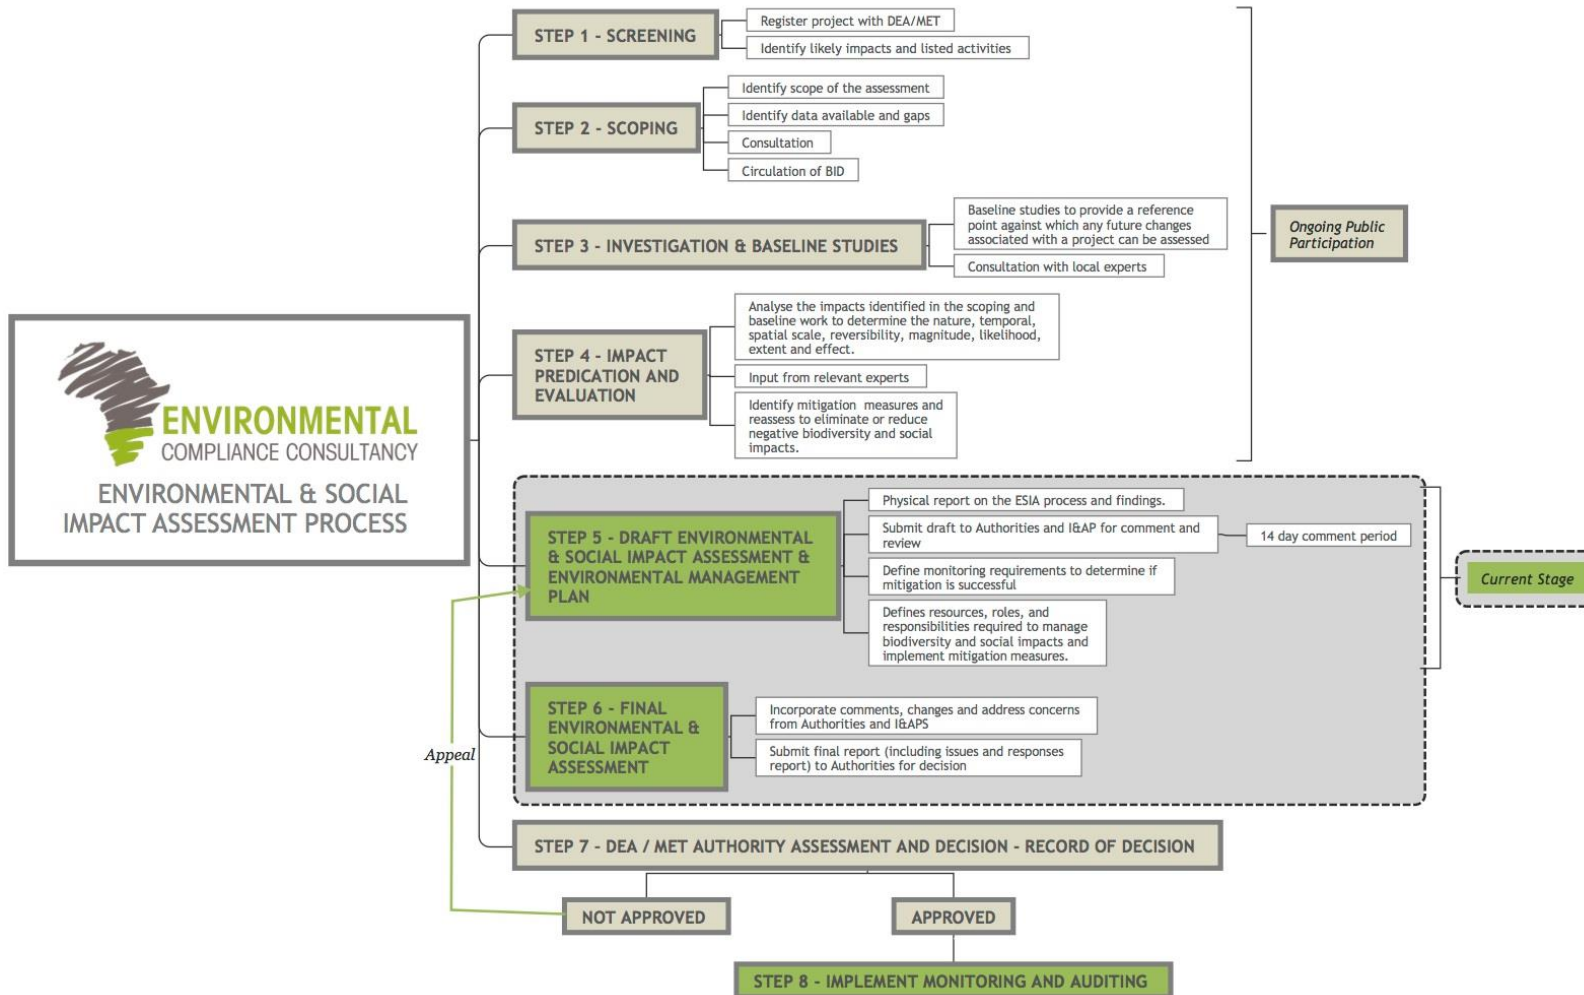 STEP 1 - SCREENING
Register project with DEA/MET
Identify likely impacts and listed activities
STEP 2 - SCOPING
Identify scope of the assessment
Identify data available and gaps
Consultation
Circulation of BID
STEP 3 - INVESTIGATION & BASELINE STUDIES
Baseline studies to provide a reference
point against which any future changes
associated with a project can be assessed
Consultation with local experts
Ongoing Public
Participation
STEP 4 - IMPACT
PREDICATION AND
EVALUATION
Analyse the impacts identified in the scoping and
baseline work to determine the nature, temporal,
spatial scale, reversibility, magnitude, likelihood,
extent and effect.
Input from relevant experts
Identify mitigation measures and
reassess to eliminate or reduce
negative biodiversity and social
impacts.
ENVIRONMENTAL
COMPLIANCE CONSULTANCY
ENVIRONMENTAL & SOCIAL
IMPACT ASSESSMENT PROCESS
STEP 5 - DRAFT ENVIRONMENTAL
& SOCIAL IMPACT ASSESSMENT &
ENVIRONMENTAL MANAGEMENT
PLAN
Physical report on the ESIA process and findings.
Submit draft to Authorities and I&AP for comment and
review
14 day comment period
Define monitoring requirements to determine if
mitigation is successful
Defines resources, roles, and
responsibilities required to manage
biodiversity and social impacts and
implement mitigation measures.
Current Stage
STEP 6 - FINAL
ENVIRONMENTAL &
SOCIAL IMPACT
ASSESSMENT
Incorporate comments, changes and address concerns
from Authorities and I&APS
Submit final report (including issues and responses
report) to Authorities for decision
Appeal
STEP 7 - DEA / MET AUTHORITY ASSESSMENT AND DECISION - RECORD OF DECISION
NOT APPROVED
APPROVED
STEP 8 - IMPLEMENT MONITORING AND AUDITING